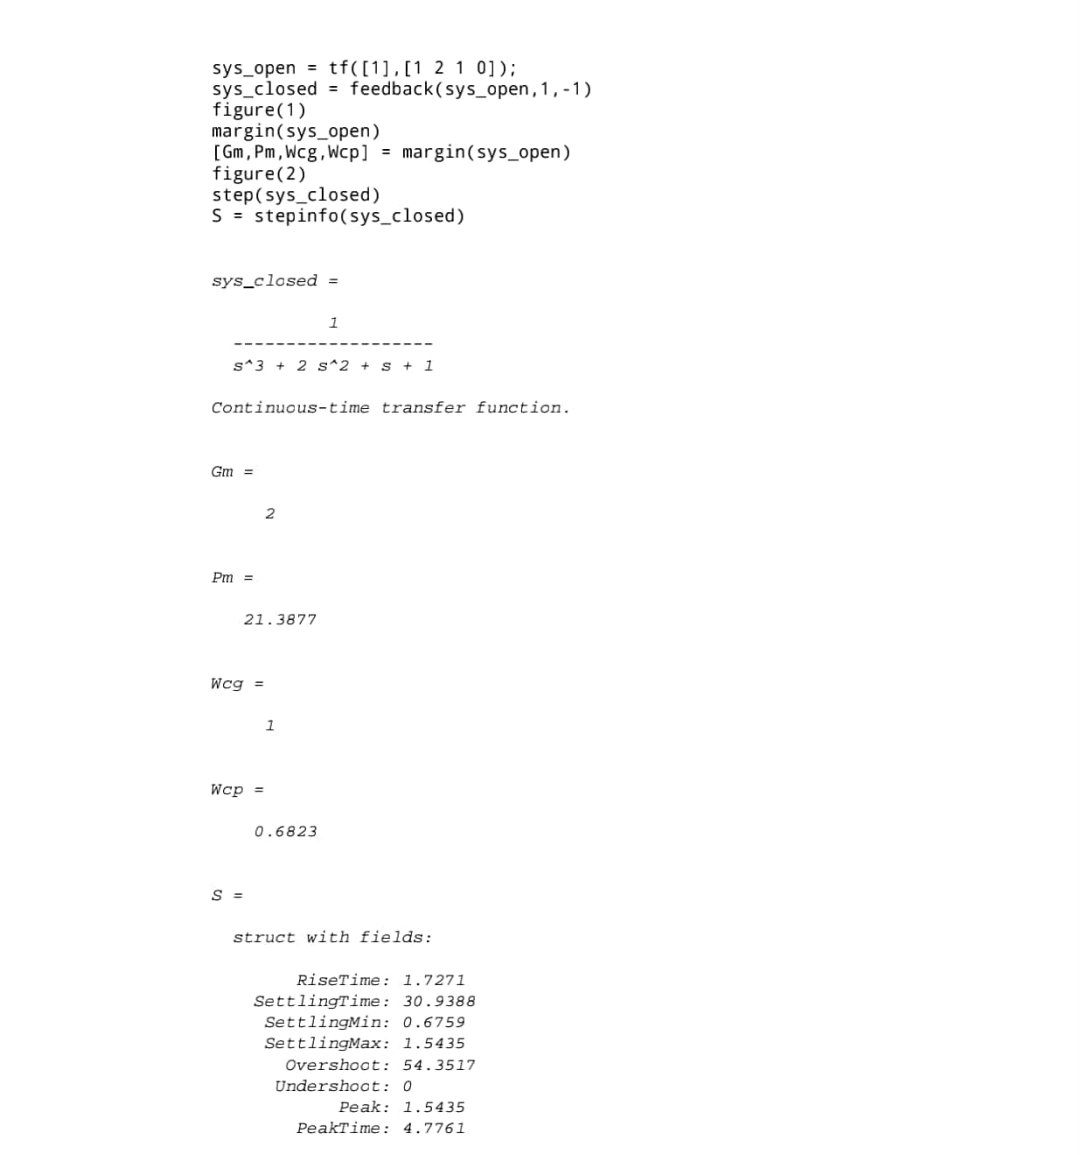 sys_open = tf([1],[1 2 1 0]);
sys_closed = feedback(sys_open,1,-1)
figure(1)
margin(sys_open)
[Gm,Pm,Wcg,Wcp] = margin(sys_open)
figure(2)
step(sys_closed)
S = stepinfo(sys_closed)
sys_closed =
1
-------------------
s^3 + 2 s^2 + s + 1
Continuous-time transfer function.
Gm =
2
Pm =
21.3877
Wcg =
1
Wcp =
0.6823
S =
struct with fields:
RiseTime: 1.7271
SettlingTime: 30.9388
SettlingMin: 0.6759
SettlingMax: 1.5435
Overshoot: 54.3517
Undershoot: 0
Peak: 1.5435
PeakTime: 4.7761